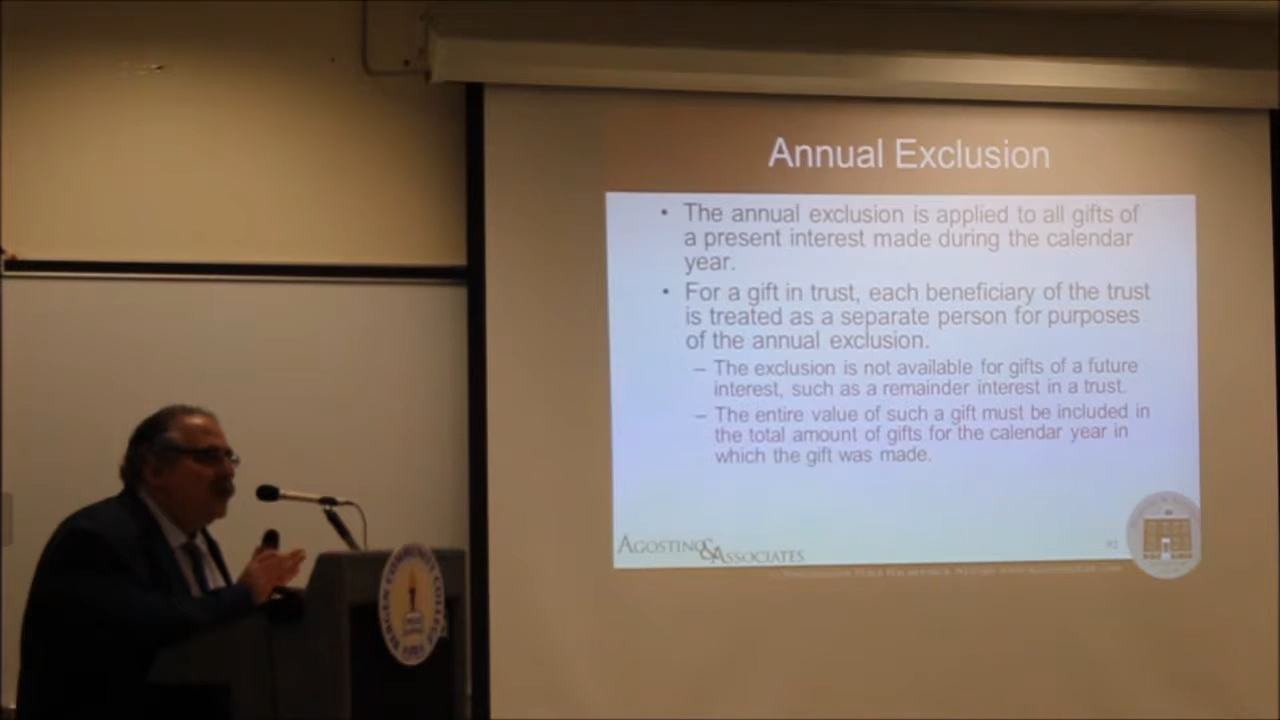 Annual Exclusion
• The annual exclusion is applied to all gifts of
a present interest made during the calendar
year.
• For a gift in trust, each beneficiary of the trust
is treated as a separate person for purposes
of the annual exclusion.
– The exclusion is not available for gifts of a future
interest, such as a remainder interest in a trust.
– The entire value of such a gift must be included in
the total amount of gifts for the calendar year in
which the gift was made.
AGOSTINO & ASSOCIATES
92
BERGEN COMMUNITY COLLEGE